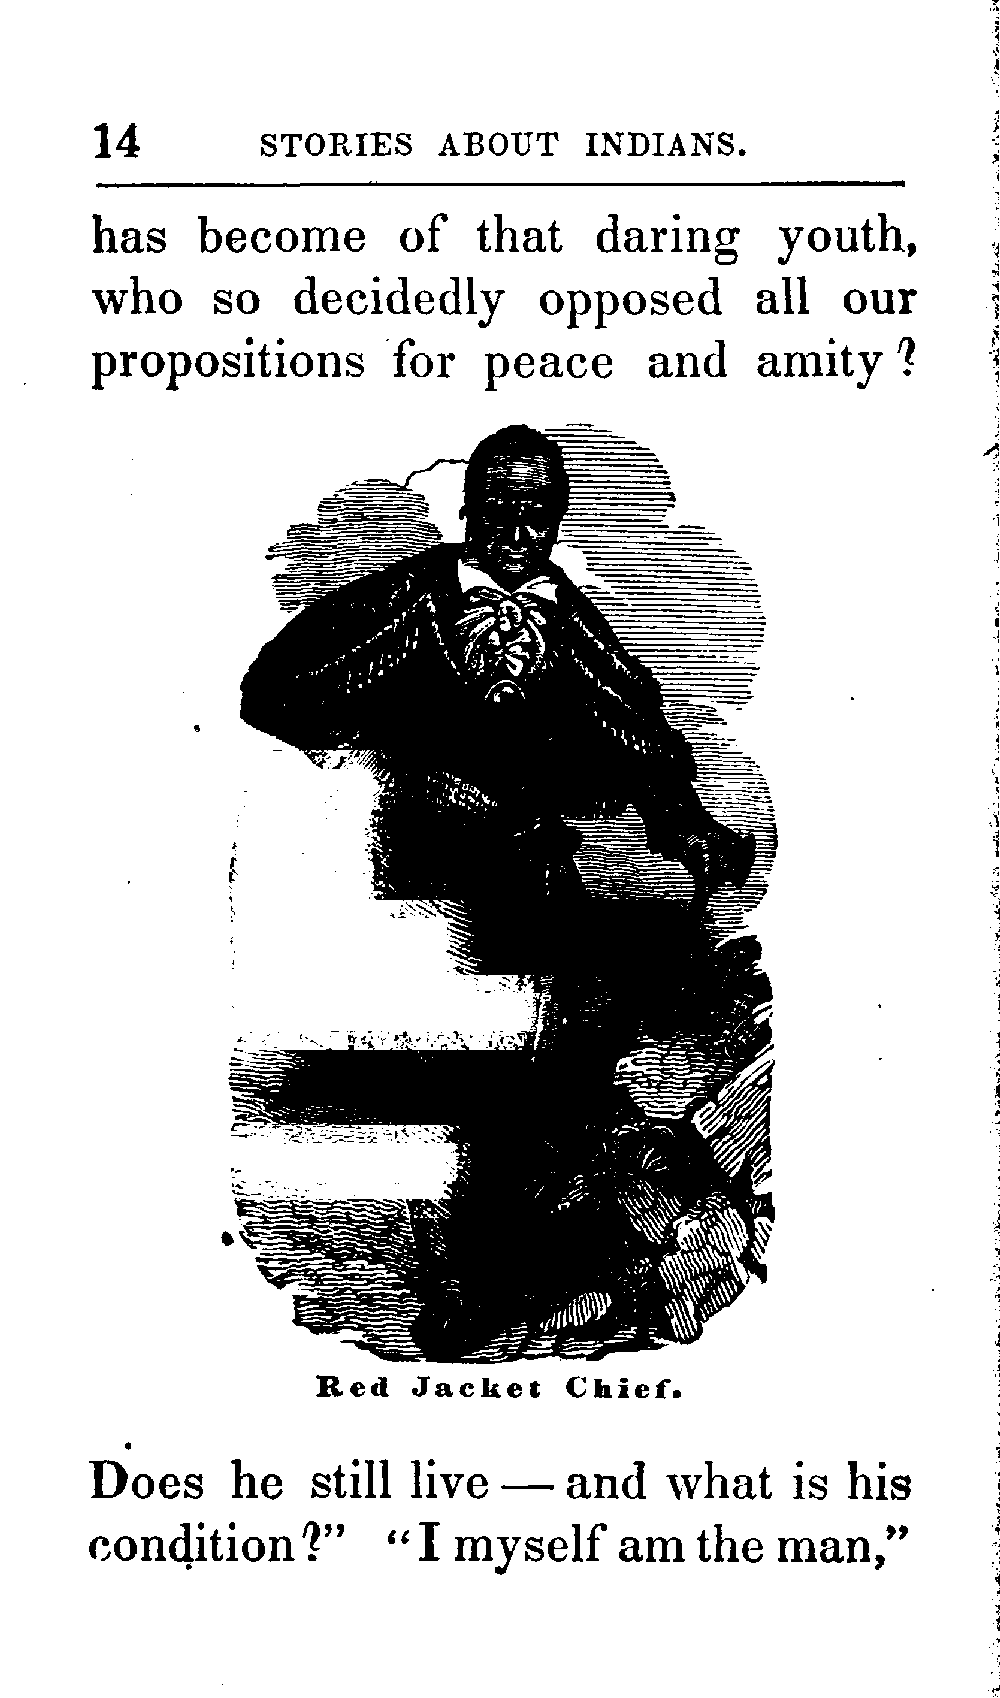 14 STORIES ABOUT INDIANS.
has become of that daring youth,
who so decidedly opposed all our
propositions for peace and amity?
Red Jacket Chief.
Does he still live — and what is his
condition?" "I myself am the man,"